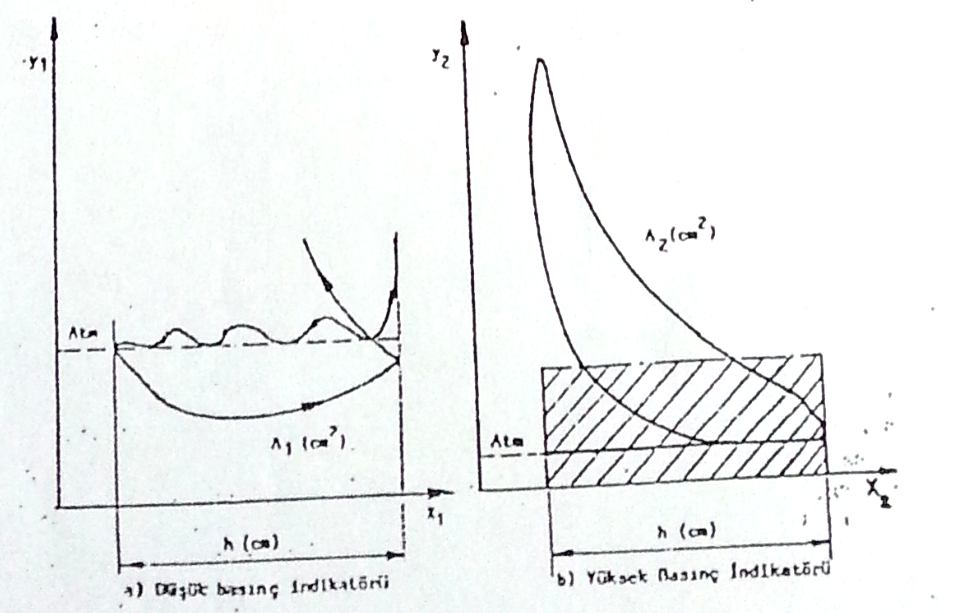 y1
Atm
A1 (cm²)
x1
h (cm)
a) Düşük basınç indikatörü
y2
A2 (cm²)
Atm
X2
h (cm)
b) Yüksek Basınç İndikatörü